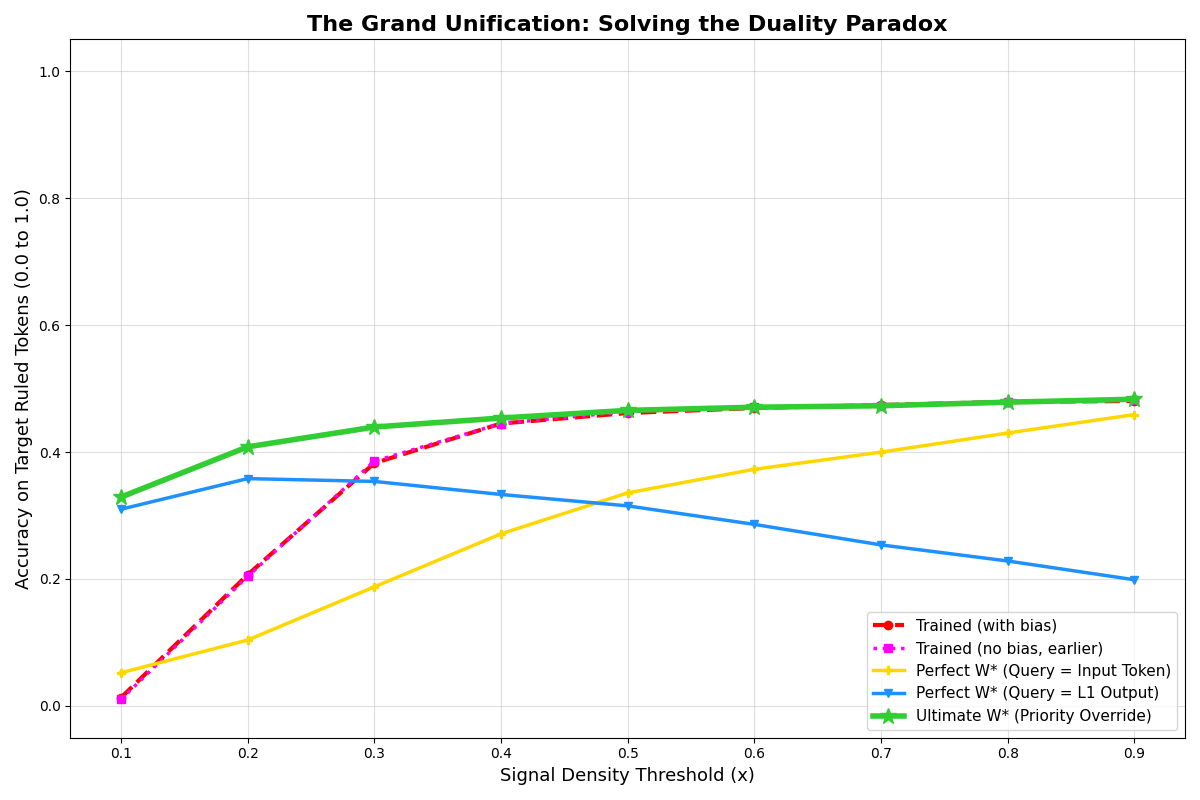 The Grand Unification: Solving the Duality Paradox
Accuracy on Target Ruled Tokens (0.0 to 1.0)
1.0
0.8
0.6
0.4
0.2
0.0
0.1 0.2 0.3 0.4 0.5 0.6 0.7 0.8 0.9
Signal Density Threshold (x)
Trained (with bias)
Trained (no bias, earlier)
Perfect W* (Query = Input Token)
Perfect W* (Query = L1 Output)
Ultimate W* (Priority Override)